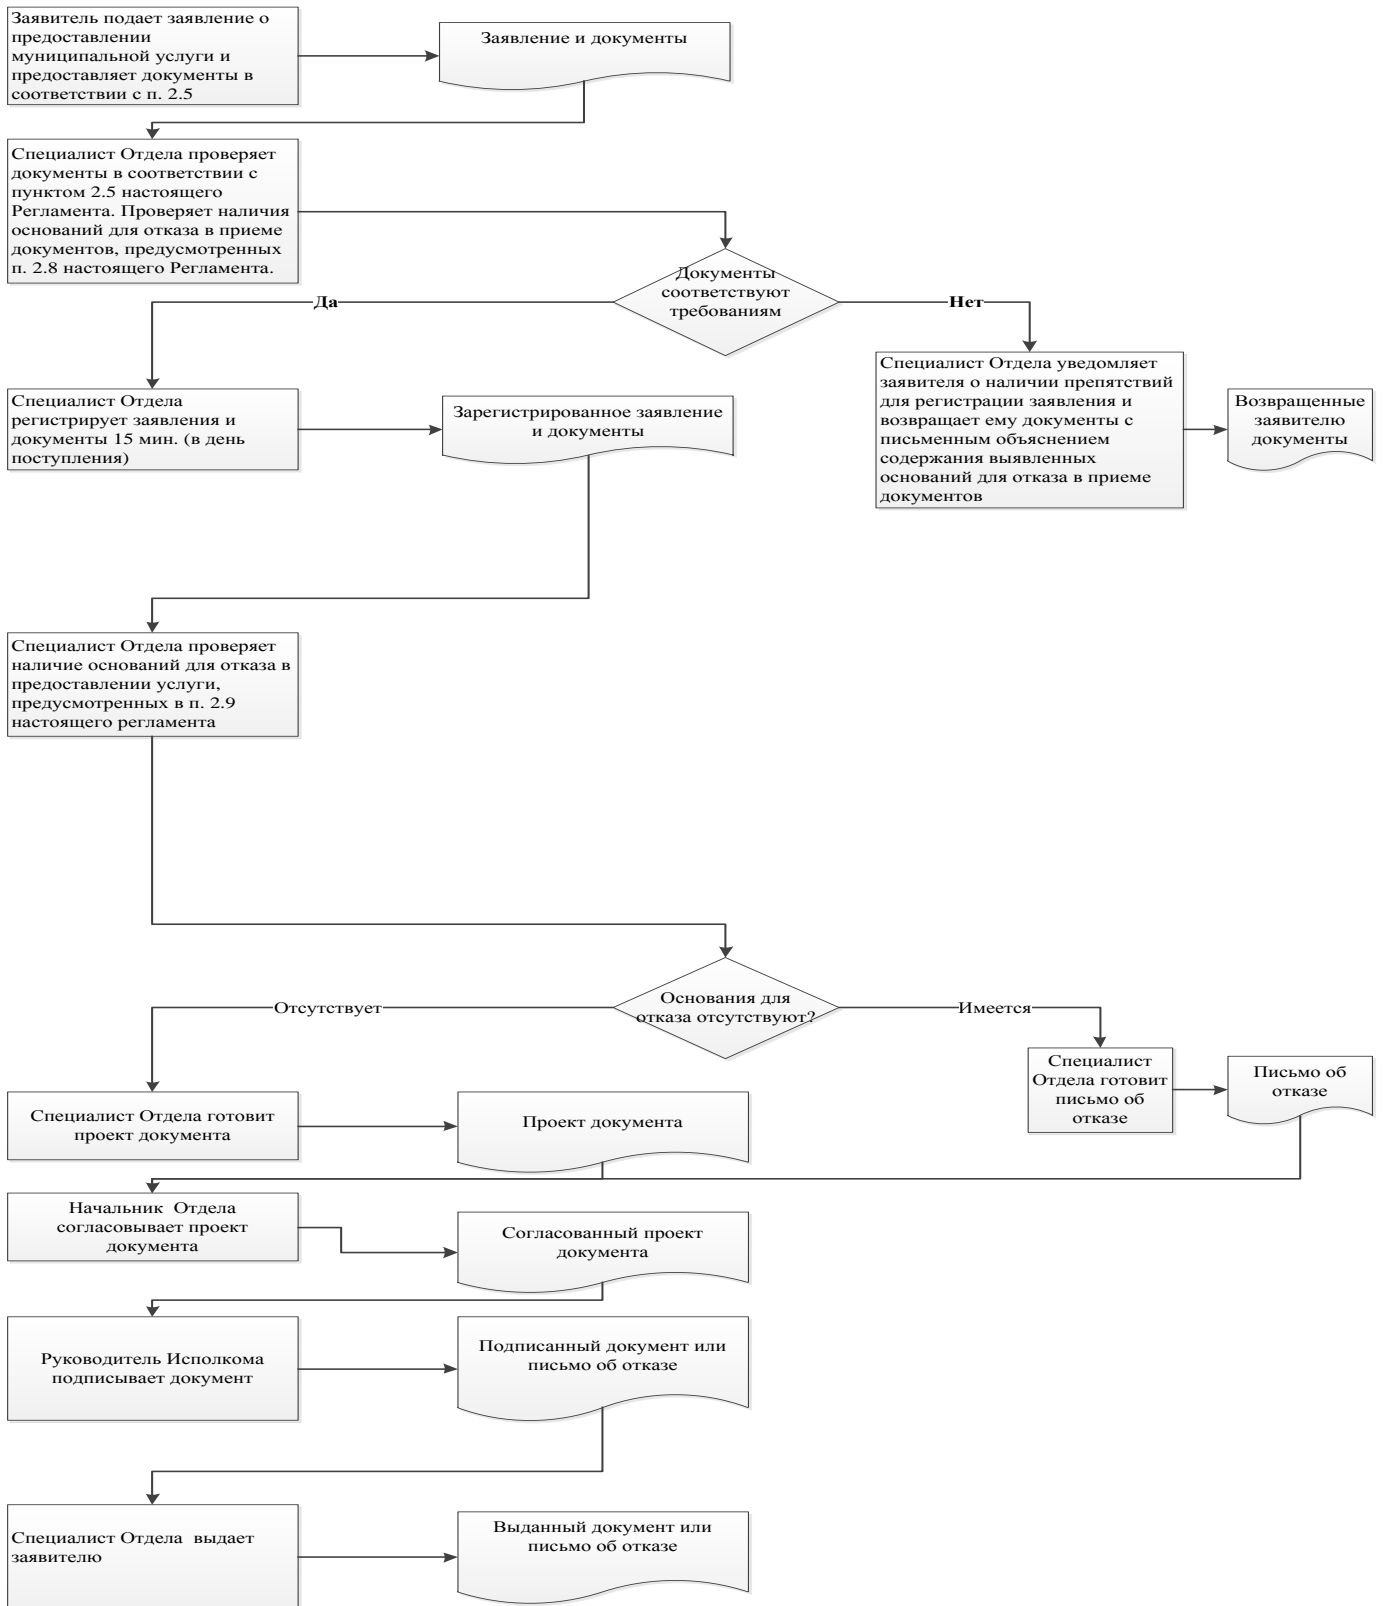 Заявитель подает заявление о
предоставлении
муниципальной услуги и
предоставляет документы в
соответствии с п. 2.5
Заявление и документы
Специалист Отдела проверяет
документы в соответствии с
пунктом 2.5 настоящего
Регламента. Проверяет наличия
оснований для отказа в приеме
документов, предусмотренных
п. 2.8 настоящего Регламента.
Документы
соответствуют
требованиям
Да
Нет
Специалист Отдела
регистрирует заявления и
документы 15 мин. (в день
поступления)
Зарегистрированное заявление
и документы
Специалист Отдела уведомляет
заявителя о наличии препятствий
для регистрации заявления и
возвращает ему документы с
письменным объяснением
содержания выявленных
оснований для отказа в приеме
документов
Возвращенные
заявителю
документы
Специалист Отдела проверяет
наличие оснований для отказа в
предоставлении услуги,
предусмотренных в п. 2.9
настоящего регламента
Основания для
отказа отсутствуют?
Отсутствует
Имеется
Специалист
Отдела готовит
письмо об
отказе
Письмо об
отказе
Специалист Отдела готовит
проект документа
Проект документа
Начальник  Отдела
согласовывает проект
документа
Согласованный проект
документа
Руководитель Исполкома
подписывает документ
Подписанный документ или
письмо об отказе
Специалист Отдела  выдает
заявителю
Выданный документ или
письмо об отказе